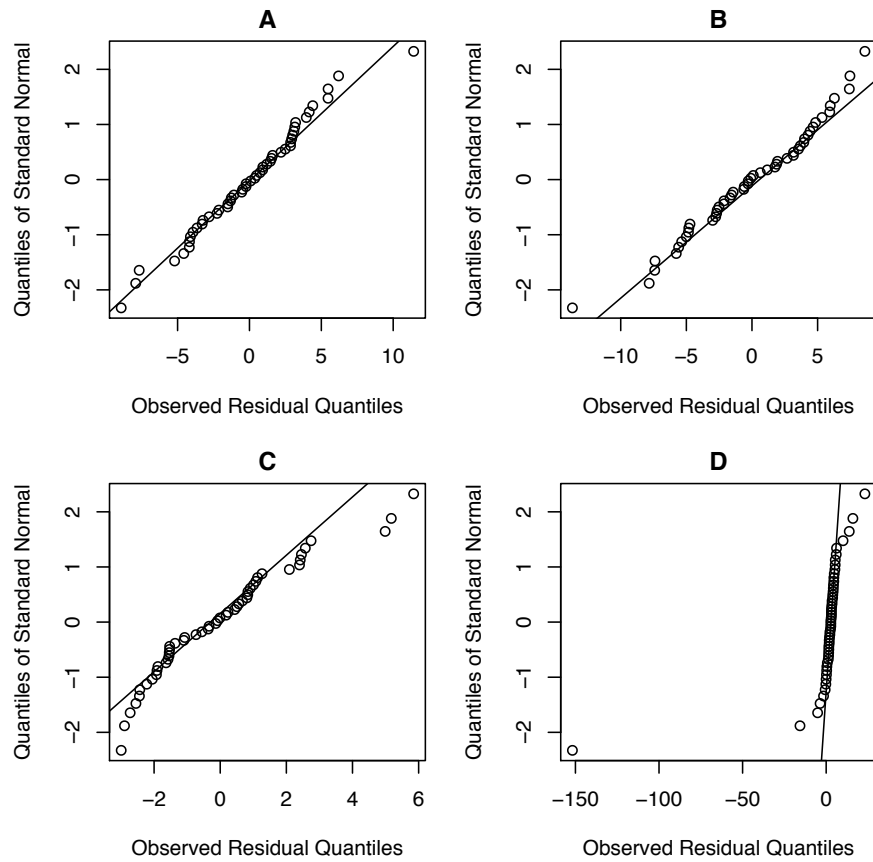 A
Quantiles of Standard Normal
2
1
0
−1
−2
−5 0 5 10
Observed Residual Quantiles
B
Quantiles of Standard Normal
2
1
0
−1
−2
−10 −5 0 5
Observed Residual Quantiles
C
Quantiles of Standard Normal
2
1
0
−1
−2
−2 0 2 4 6
Observed Residual Quantiles
D
Quantiles of Standard Normal
2
1
0
−1
−2
−150 −100 −50 0
Observed Residual Quantiles